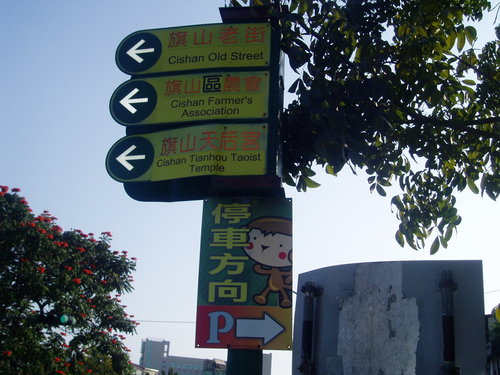 旗山老街
Cishan Old Street
旗山區農會
Cishan Farmer's
Association
旗山天后宮
Cishan Tianhou Taoist
Temple
停車方向
P